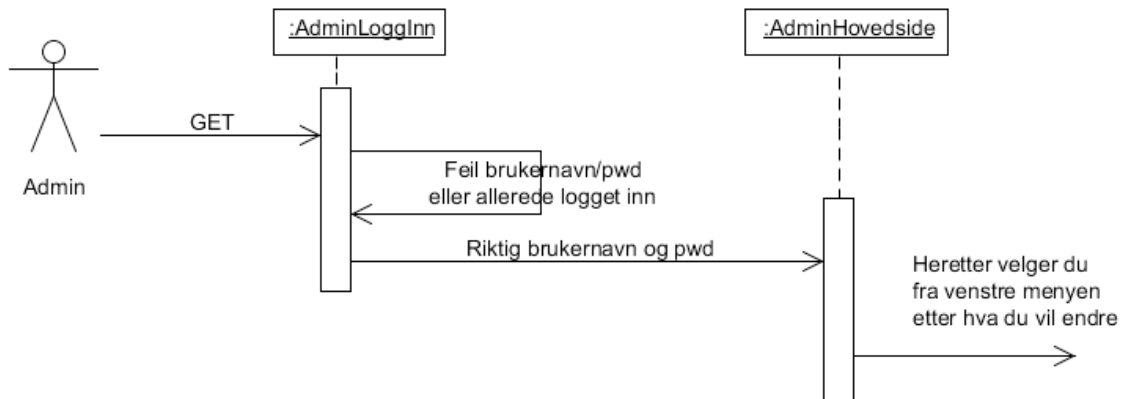 :AdminLoggInn
:AdminHovedside
GET
Admin
Feil brukernavn/pwd
eller allerede logget inn
Riktig brukernavn og pwd
Heretter velger du
fra venstre menyen
etter hva du vil endre